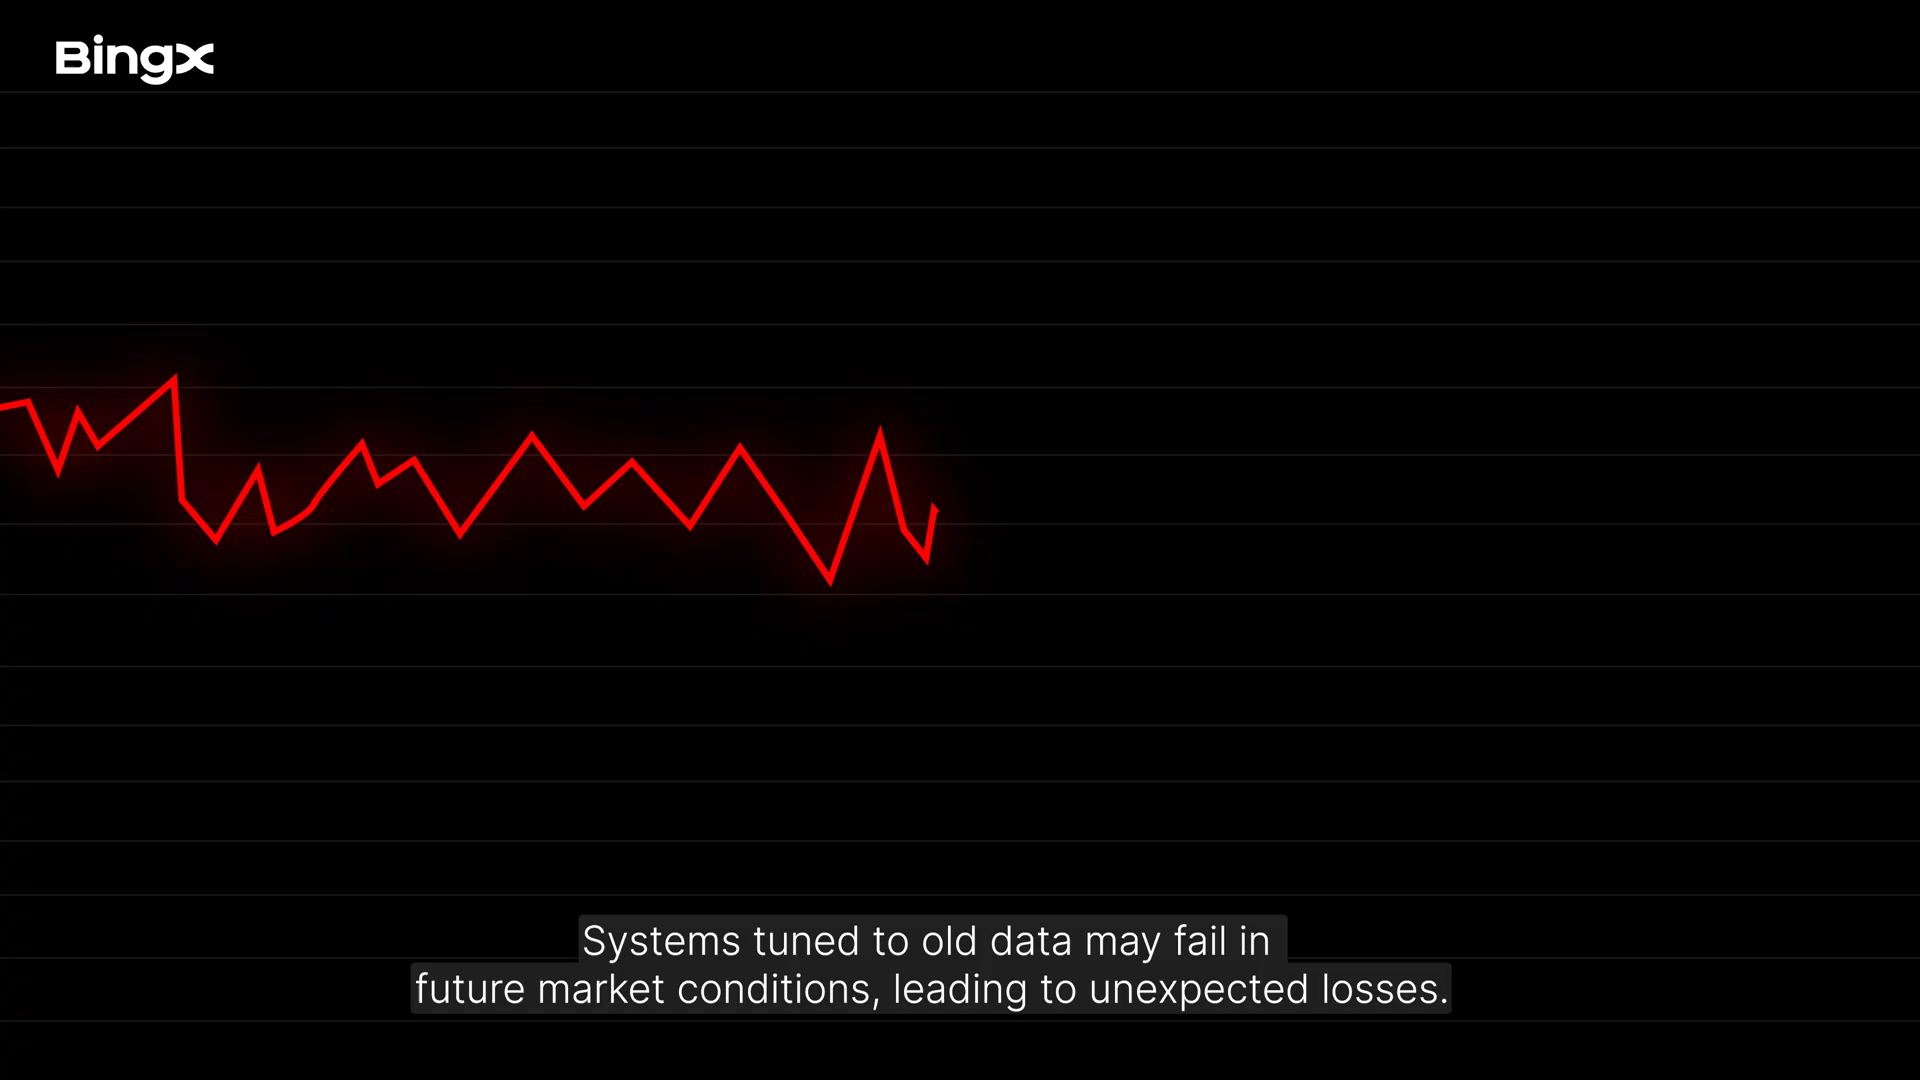 BingX
Systems tuned to old data may fail in
future market conditions, leading to unexpected losses.